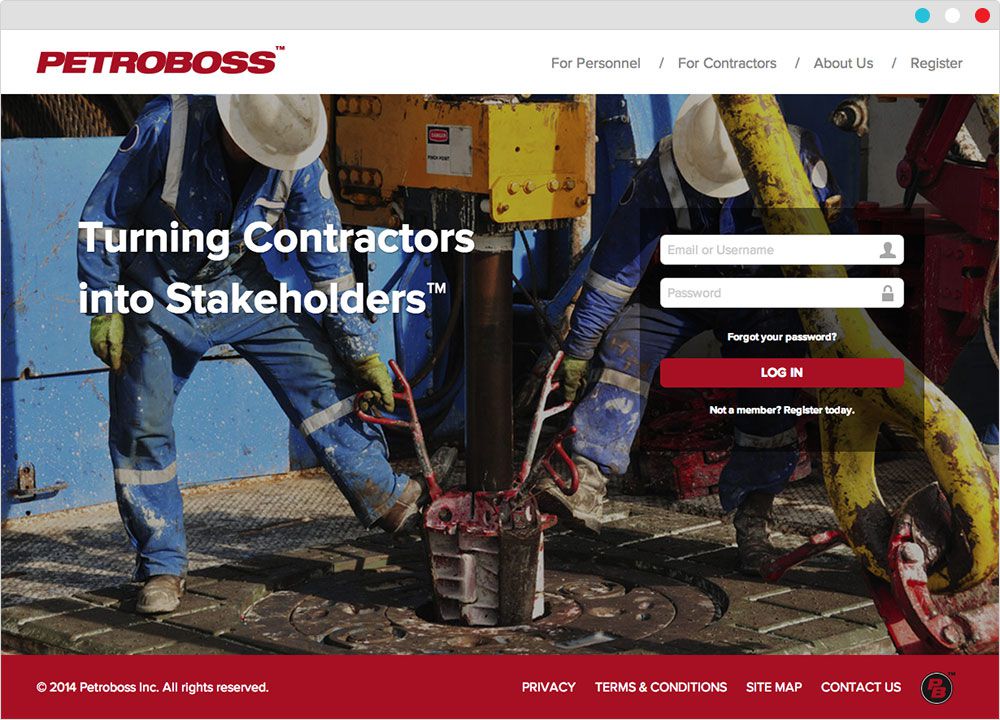 PETROBOSS™
For Personnel / For Contractors / About Us / Register
DANGER
PINCH POINT
Turning Contractors
into Stakeholders™
Email or Username
Password
Forgot your password?
LOG IN
Not a member? Register today.
© 2014 Petroboss Inc. All rights reserved.
PRIVACY TERMS & CONDITIONS SITE MAP CONTACT US PB™